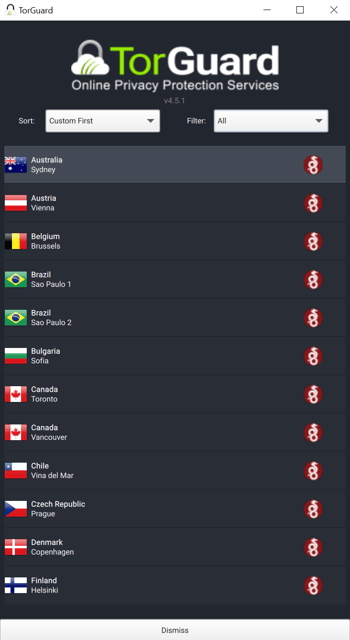 TorGuard
TorGuard
Online Privacy Protection Services
v4.5.1
Sort: Custom First Filter: All
Australia
Sydney
Austria
Vienna
Belgium
Brussels
Brazil
Sao Paulo 1
Brazil
Sao Paulo 2
Bulgaria
Sofia
Canada
Toronto
Canada
Vancouver
Chile
Vina del Mar
Czech Republic
Prague
Denmark
Copenhagen
Finland
Helsinki
Dismiss